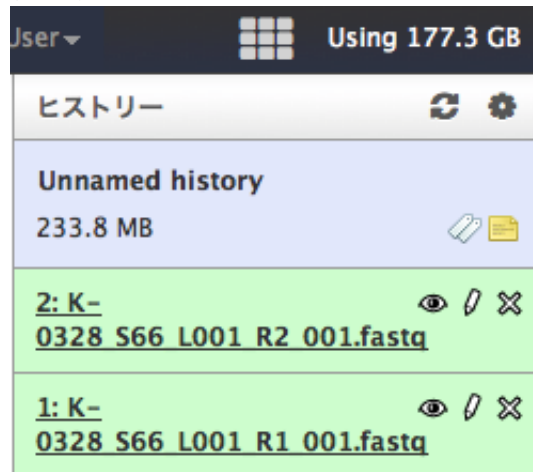 User
Using 177.3 GB
ヒストリー
Unnamed history
233.8 MB
2: K-
0328_S66_L001_R2_001.fastq
1: K-
0328_S66_L001_R1_001.fastq